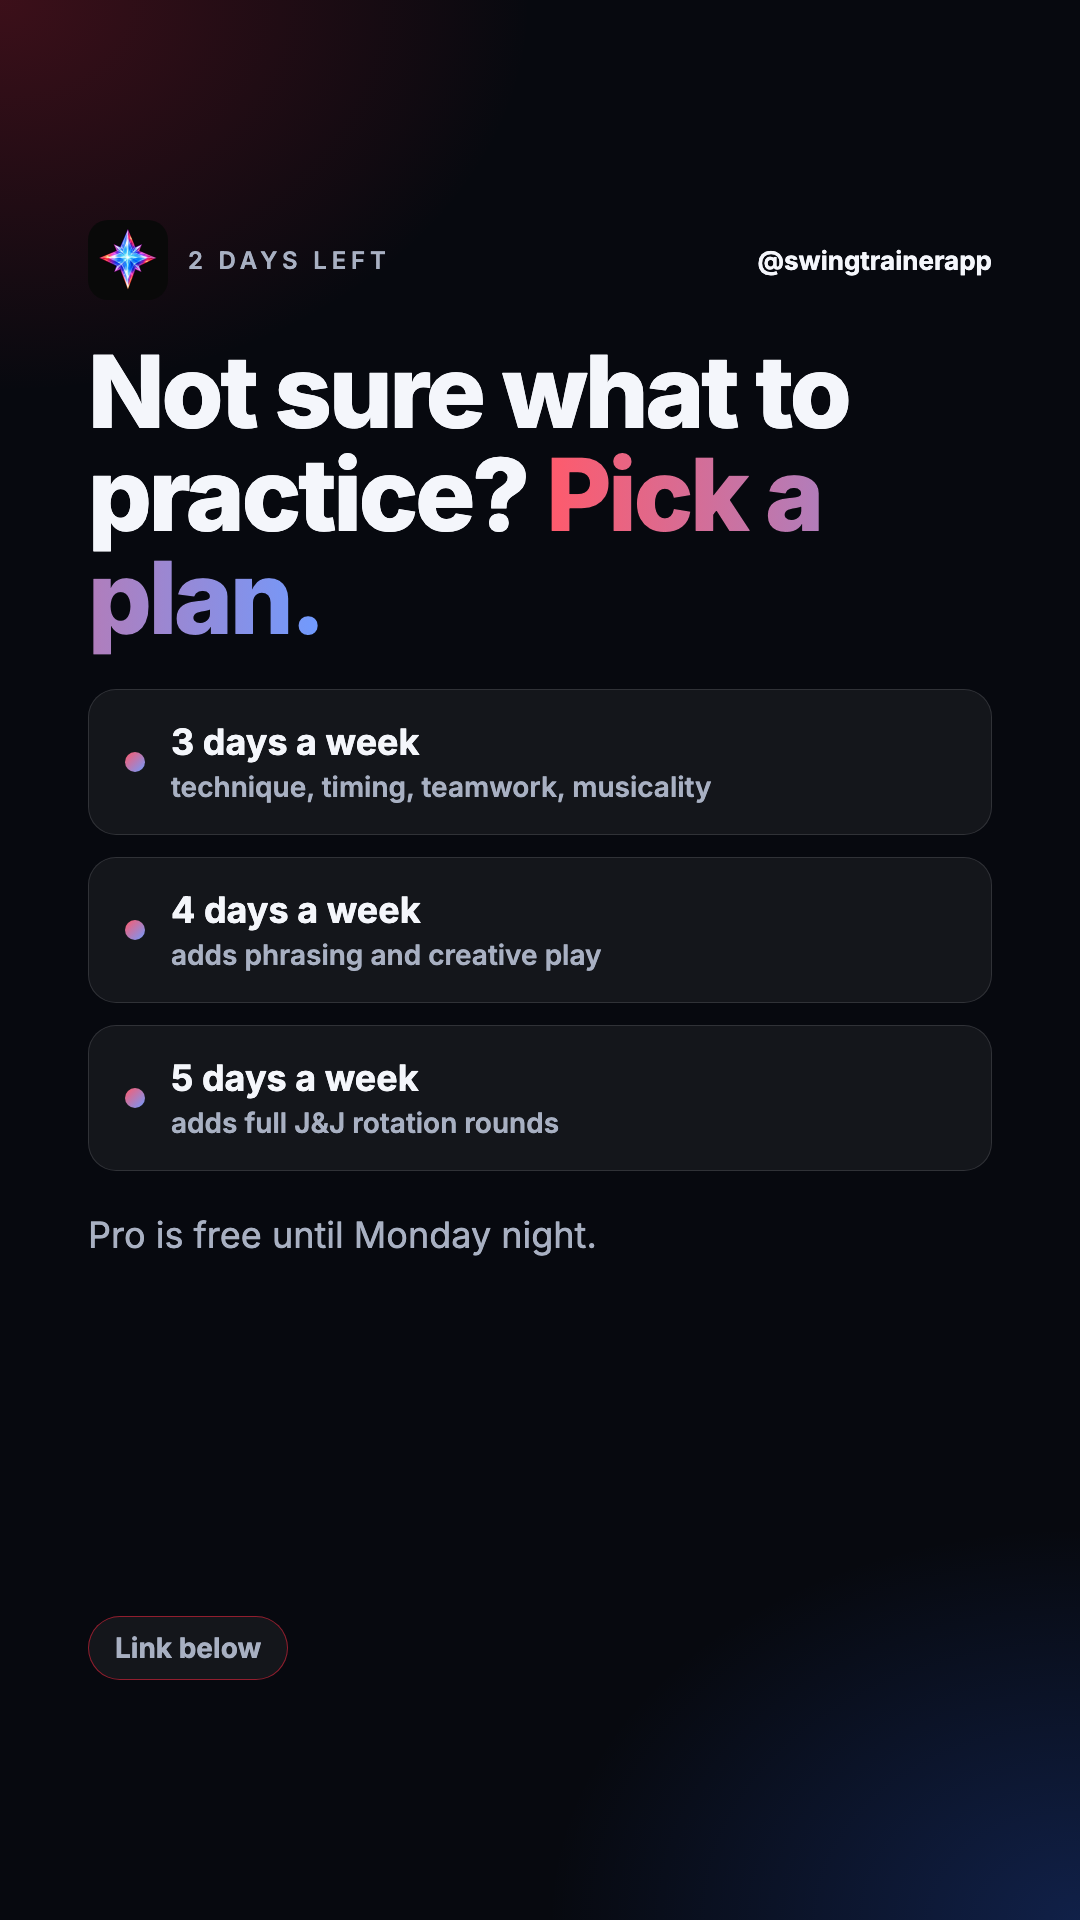 2 DAYS LEFT
@swingtrainerapp
Not sure what to
practice? Pick a
plan.
3 days a week
technique, timing, teamwork, musicality
4 days a week
adds phrasing and creative play
5 days a week
adds full J&J rotation rounds
Pro is free until Monday night.
Link below